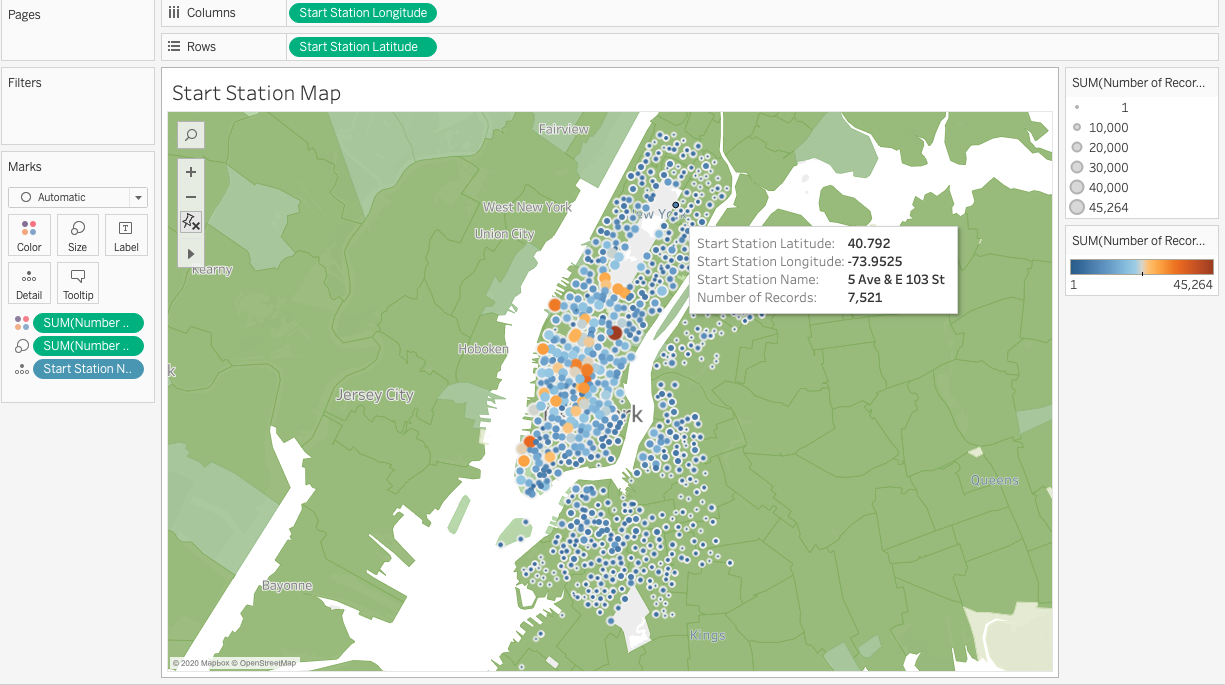 Pages
Columns
Start Station Longitude
Rows
Start Station Latitude
Filters
Marks
Automatic
Color
Size
Label
Detail
Tooltip
SUM(Number ..
SUM(Number ..
Start Station N..
Start Station Map
Fairview
West New York
Union City
Kearny
Hoboken
Jersey City
k
ew Yo
rk
Queens
Bayonne
Kings
© 2020 Mapbox © OpenStreetMap
Start Station Latitude: 40.792
Start Station Longitude: -73.9525
Start Station Name: 5 Ave & E 103 St
Number of Records: 7,521
SUM(Number of Recor...
1
10,000
20,000
30,000
40,000
45,264
SUM(Number of Recor...
1 45,264